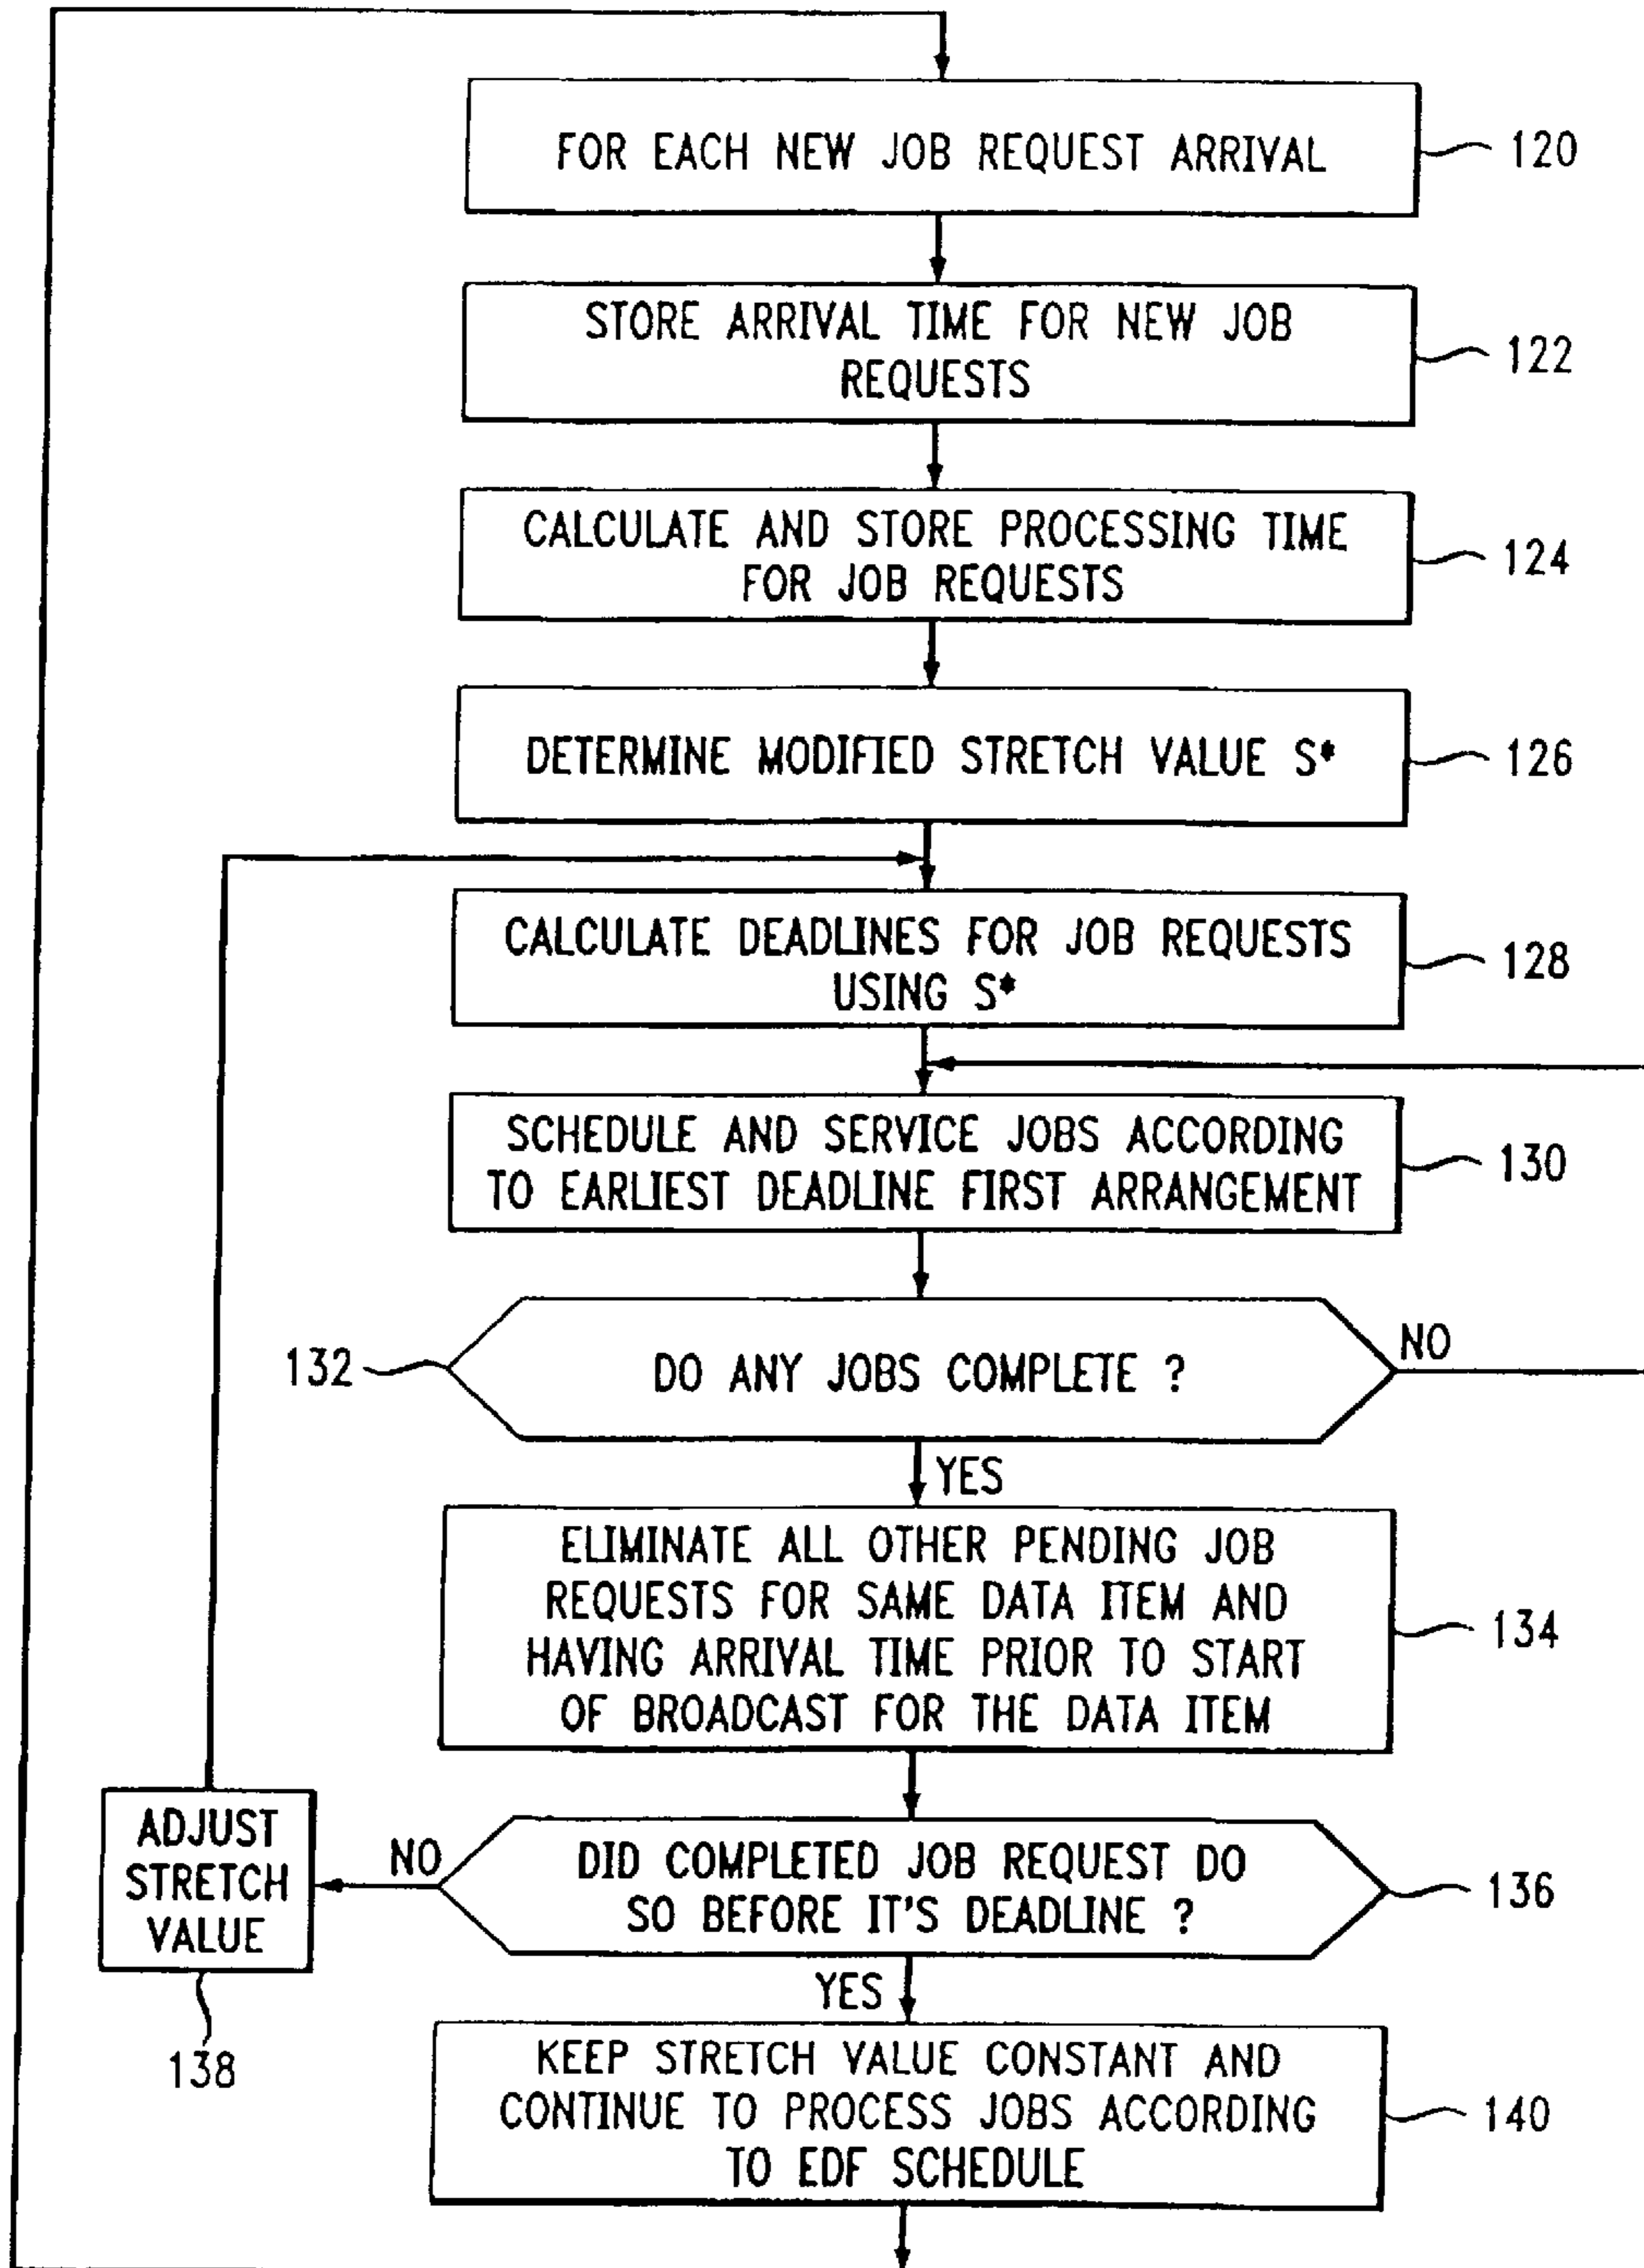 FOR EACH NEW JOB REQUEST ARRIVAL
120
STORE ARRIVAL TIME FOR NEW JOB
REQUESTS
122
CALCULATE AND STORE PROCESSING TIME
FOR JOB REQUESTS
124
DETERMINE MODIFIED STRETCH VALUE S*
126
CALCULATE DEADLINES FOR JOB REQUESTS
USING S*
128
SCHEDULE AND SERVICE JOBS ACCORDING
TO EARLIEST DEADLINE FIRST ARRANGEMENT
130
132
DO ANY JOBS COMPLETE ?
NO
YES
ELIMINATE ALL OTHER PENDING JOB
REQUESTS FOR SAME DATA ITEM AND
HAVING ARRIVAL TIME PRIOR TO START
OF BROADCAST FOR THE DATA ITEM
134
ADJUST
STRETCH
VALUE
138
NO
DID COMPLETED JOB REQUEST DO
SO BEFORE IT'S DEADLINE ?
136
YES
KEEP STRETCH VALUE CONSTANT AND
CONTINUE TO PROCESS JOBS ACCORDING
TO EDF SCHEDULE
140